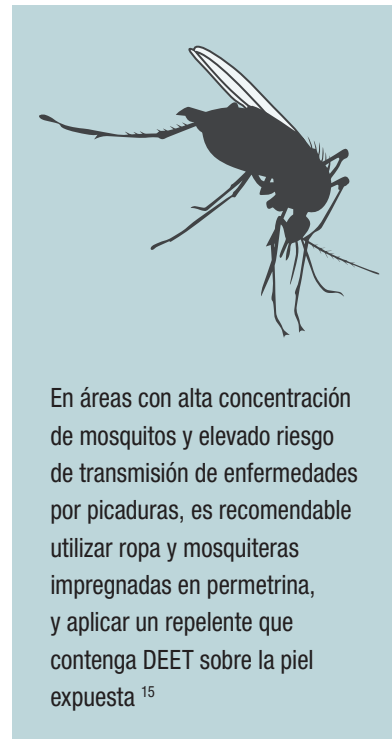 En áreas con alta concentración
de mosquitos y elevado riesgo
de transmisión de enfermedades
por picaduras, es recomendable
utilizar ropa y mosquiteras
impregnadas en permetrina,
y aplicar un repelente que
contenga DEET sobre la piel
expuesta ¹⁵